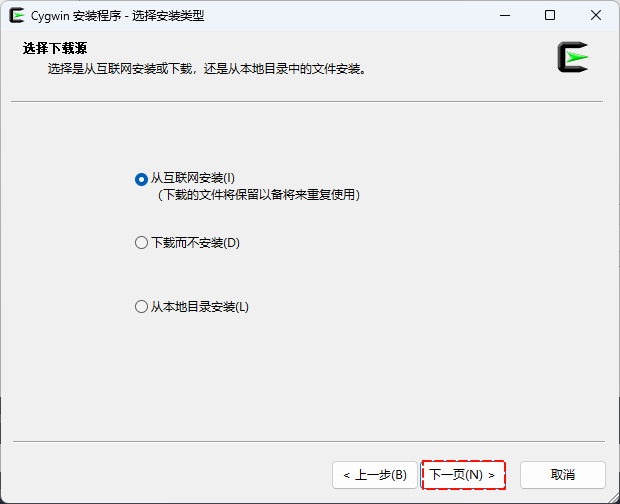 Cygwin 安装程序 - 选择安装类型
选择下载源
选择是从互联网安装或下载，还是从本地目录中的文件安装。
从互联网安装(I)
（下载的文件将保留以备将来重复使用）
下载而不安装(D)
从本地目录安装(L)
< 上一步(B)
下一页(N) >
取消